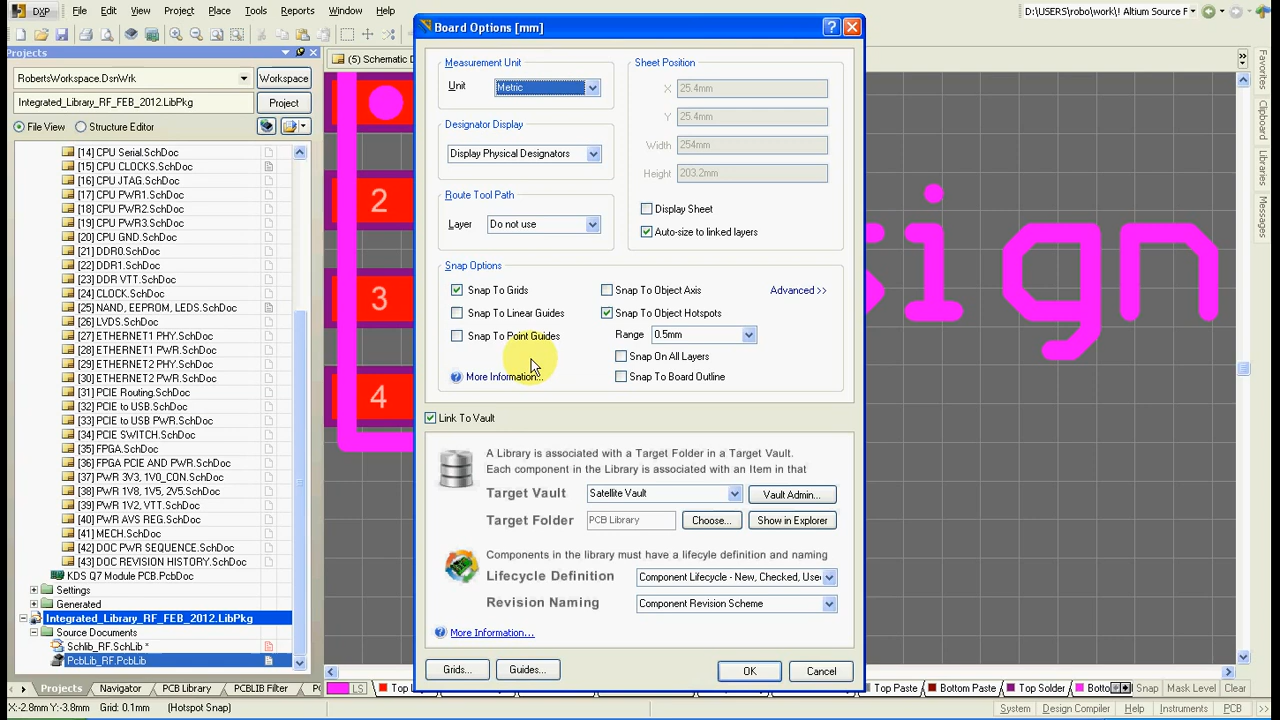 DXP File Edit View Project Place Tools Reports Window Help
D:\USERS\robo\work\! Altium Source F
Projects
RobertsWorkspace.DsnWrk Workspace
Integrated_Library_RF_FEB_2012.LibPkg Project
File View Structure Editor
[14] CPU Serial.SchDoc
[15] CPU CLOCKS.SchDoc
[16] CPU JTAG.SchDoc
[17] CPU PWR1.SchDoc
[18] CPU PWR2.SchDoc
[19] CPU PWR3.SchDoc
[20] CPU GND.SchDoc
[21] DDR0.SchDoc
[22] DDR1.SchDoc
[23] DDR VTT.SchDoc
[24] CLOCK.SchDoc
[25] NAND, EEPROM, LEDS.SchDoc
[26] LVDS.SchDoc
[27] ETHERNET1 PHY.SchDoc
[28] ETHERNET1 PWR.SchDoc
[29] ETHERNET2 PHY.SchDoc
[30] ETHERNET2 PWR.SchDoc
[31] PCIE Routing.SchDoc
[32] PCIE to USB.SchDoc
[33] PCIE to USB PWR.SchDoc
[34] PCIE SWITCH.SchDoc
[35] FPGA.SchDoc
[36] FPGA PCIE AND PWR.SchDoc
[37] PWR 3V3, 1V0_CON.SchDoc
[38] PWR 1V8, 1V5, 2V5.SchDoc
[39] PWR 1V2, VTT.SchDoc
[40] PWR AVS REG.SchDoc
[41] MECH.SchDoc
[42] DOC PWR SEQUENCE.SchDoc
[43] DOC REVISION HISTORY.SchDoc
KDS Q7 Module PCB.PcbDoc
Settings
Generated
Integrated_Library_RF_FEB_2012.LibPkg
Source Documents
Schlib_RF.SchLib *
PcbLib_RF.PcbLib
Projects Navigator PCB Library PCBLIB Filter PC
X:-2.8mm Y:-3.8mm Grid: 0.1mm (Hotspot Snap)
(5) Schematic D
2
3
4
sign
Board Options [mm]
Measurement Unit
Unit Metric
Designator Display
Display Physical Designators
Route Tool Path
Layer Do not use
Sheet Position
X 25.4mm
Y 25.4mm
Width 254mm
Height 203.2mm
Display Sheet
Auto-size to linked layers
Snap Options
Snap To Grids Snap To Object Axis Advanced >>
Snap To Linear Guides Snap To Object Hotspots
Snap To Point Guides Range 0.5mm
Snap On All Layers
More Information... Snap To Board Outline
Link To Vault
A Library is associated with a Target Folder in a Target Vault.
Each component in the Library is associated with an Item in that
Target Vault Satellite Vault Vault Admin...
Target Folder PCB Library Choose... Show in Explorer
Components in the library must have a lifecyle definition and naming
Lifecycle Definition Component Lifecycle - New, Checked, Use
Revision Naming Component Revision Scheme
More Information...
Grids... Guides... OK Cancel
Favorites
Clipboard
Libraries
Messages
LS Top L Top Paste Bottom Paste Top Solder Botto Snap Mask Level Clear
System Design Compiler Help Instruments PCB >>